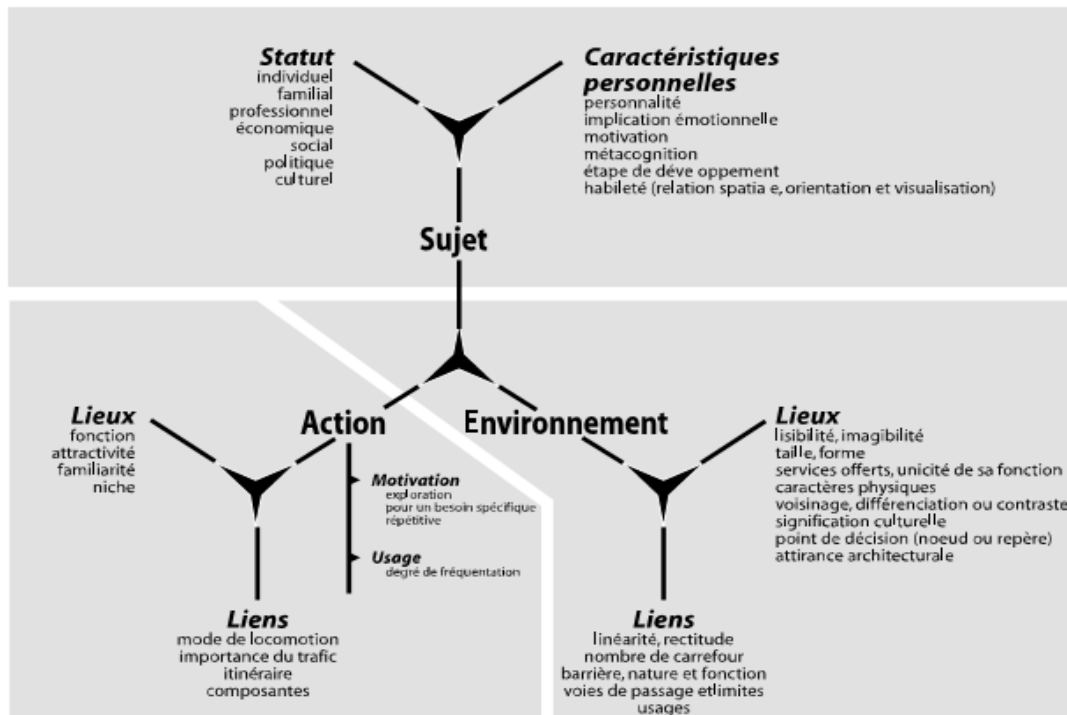 Statut
individuel
familial
professionnel
économique
social
politique
culturel
Caractéristiques
personnelles
personnalité
implication émotionnelle
motivation
métacognition
étape de déve oppement
habileté (relation spatia e, orientation et visualisation)
Sujet
Action
Environnement
Lieux
fonction
attractivité
familiarité
niche
Motivation
exploration
pour un besoin spécifique
répétitive
Usage
degré de fréquentation
Liens
mode de locomotion
importance du trafic
itinéraire
composantes
Lieux
lisibilité, imagibilité
taille, forme
services offerts, unicité de sa fonction
caractères physiques
voisinage, différenciation ou contraste
signification culturelle
point de décision (noeud ou repère)
attirance architecturale
Liens
linéarité, rectitude
nombre de carrefour
barrière, nature et fonction
voies de passage etlimites
usages